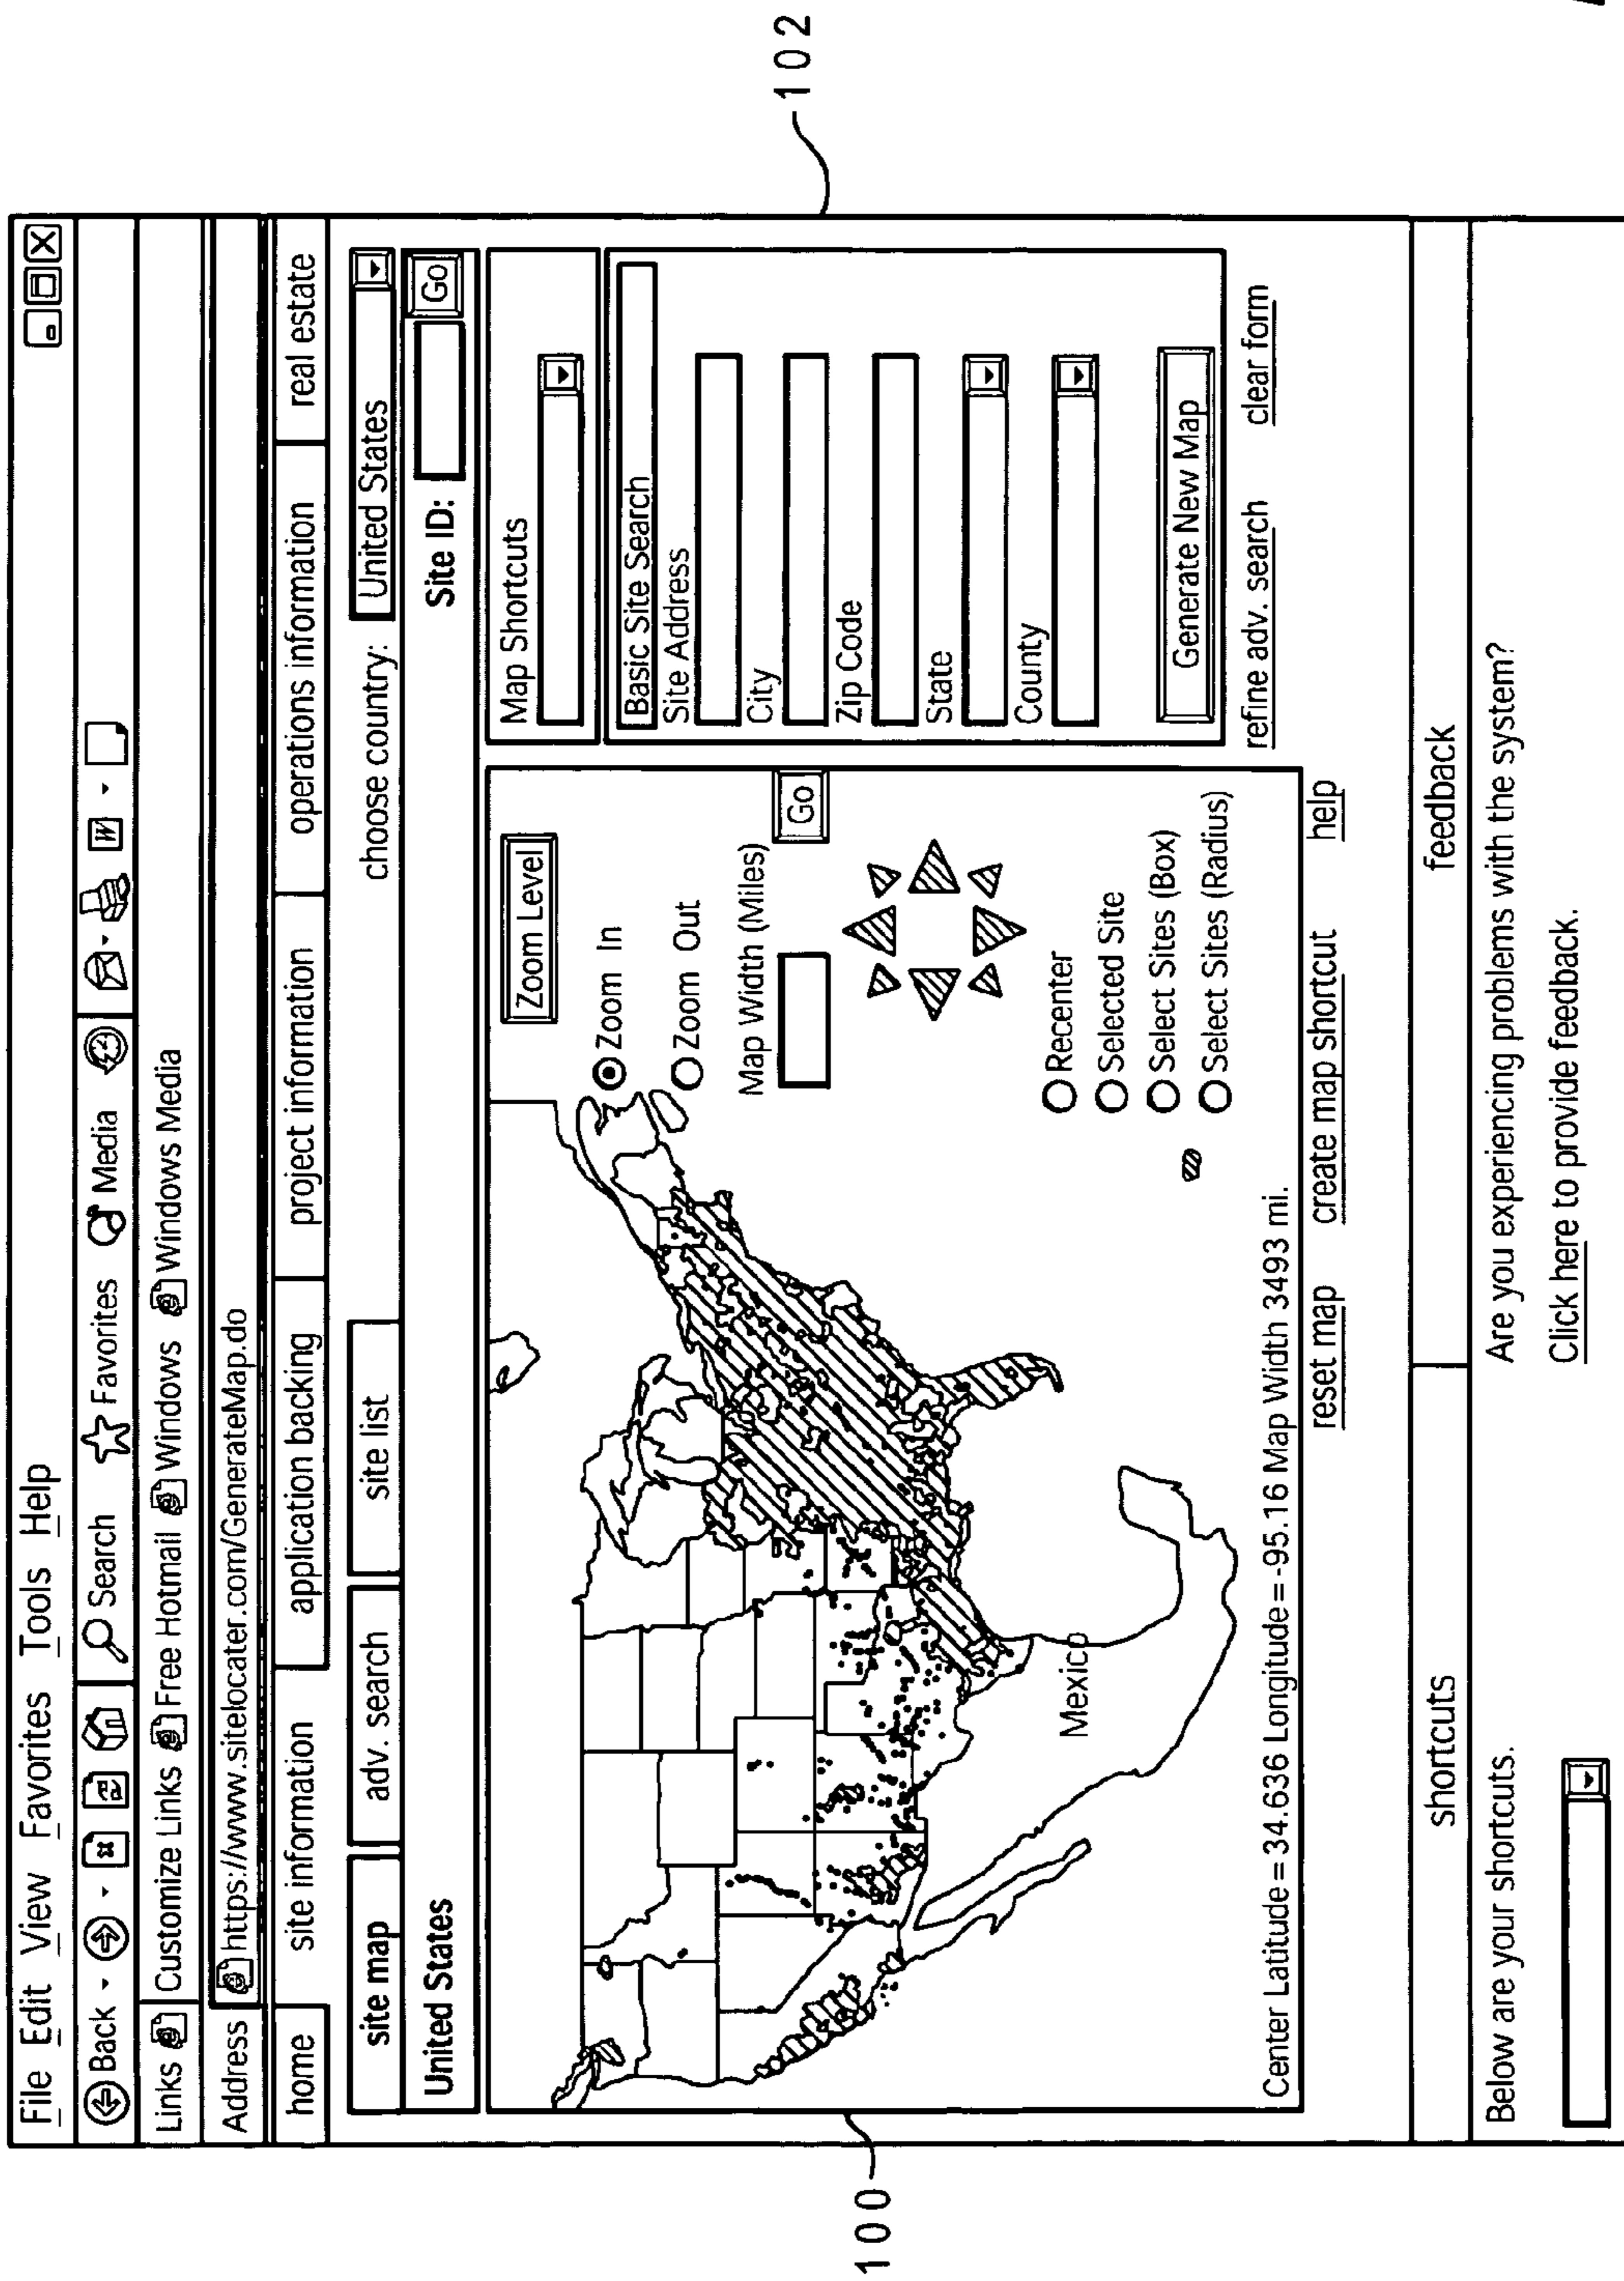 File Edit View Favorites Tools Help
Back Search Favorites Media W
Links Customize Links Free Hotmail Windows Windows Media
Address https://www.sitelocater.com/GenerateMap.do
home site information application backing project information operations information real estate
site map adv. search site list choose country: United States
United States Site ID: Go
Zoom Level
Zoom In
Zoom Out
Map Width (Miles)
Go
Recenter
Selected Site
Select Sites (Box)
Select Sites (Radius)
Mexico
Center Latitude = 34.636 Longitude = -95.16 Map Width 3493 mi.
reset map create map shortcut help
Map Shortcuts
Basic Site Search
Site Address
City
Zip Code
State
County
Generate New Map
refine adv. search clear form
shortcuts feedback
Below are your shortcuts. Are you experiencing problems with the system?
Click here to provide feedback.
100
102